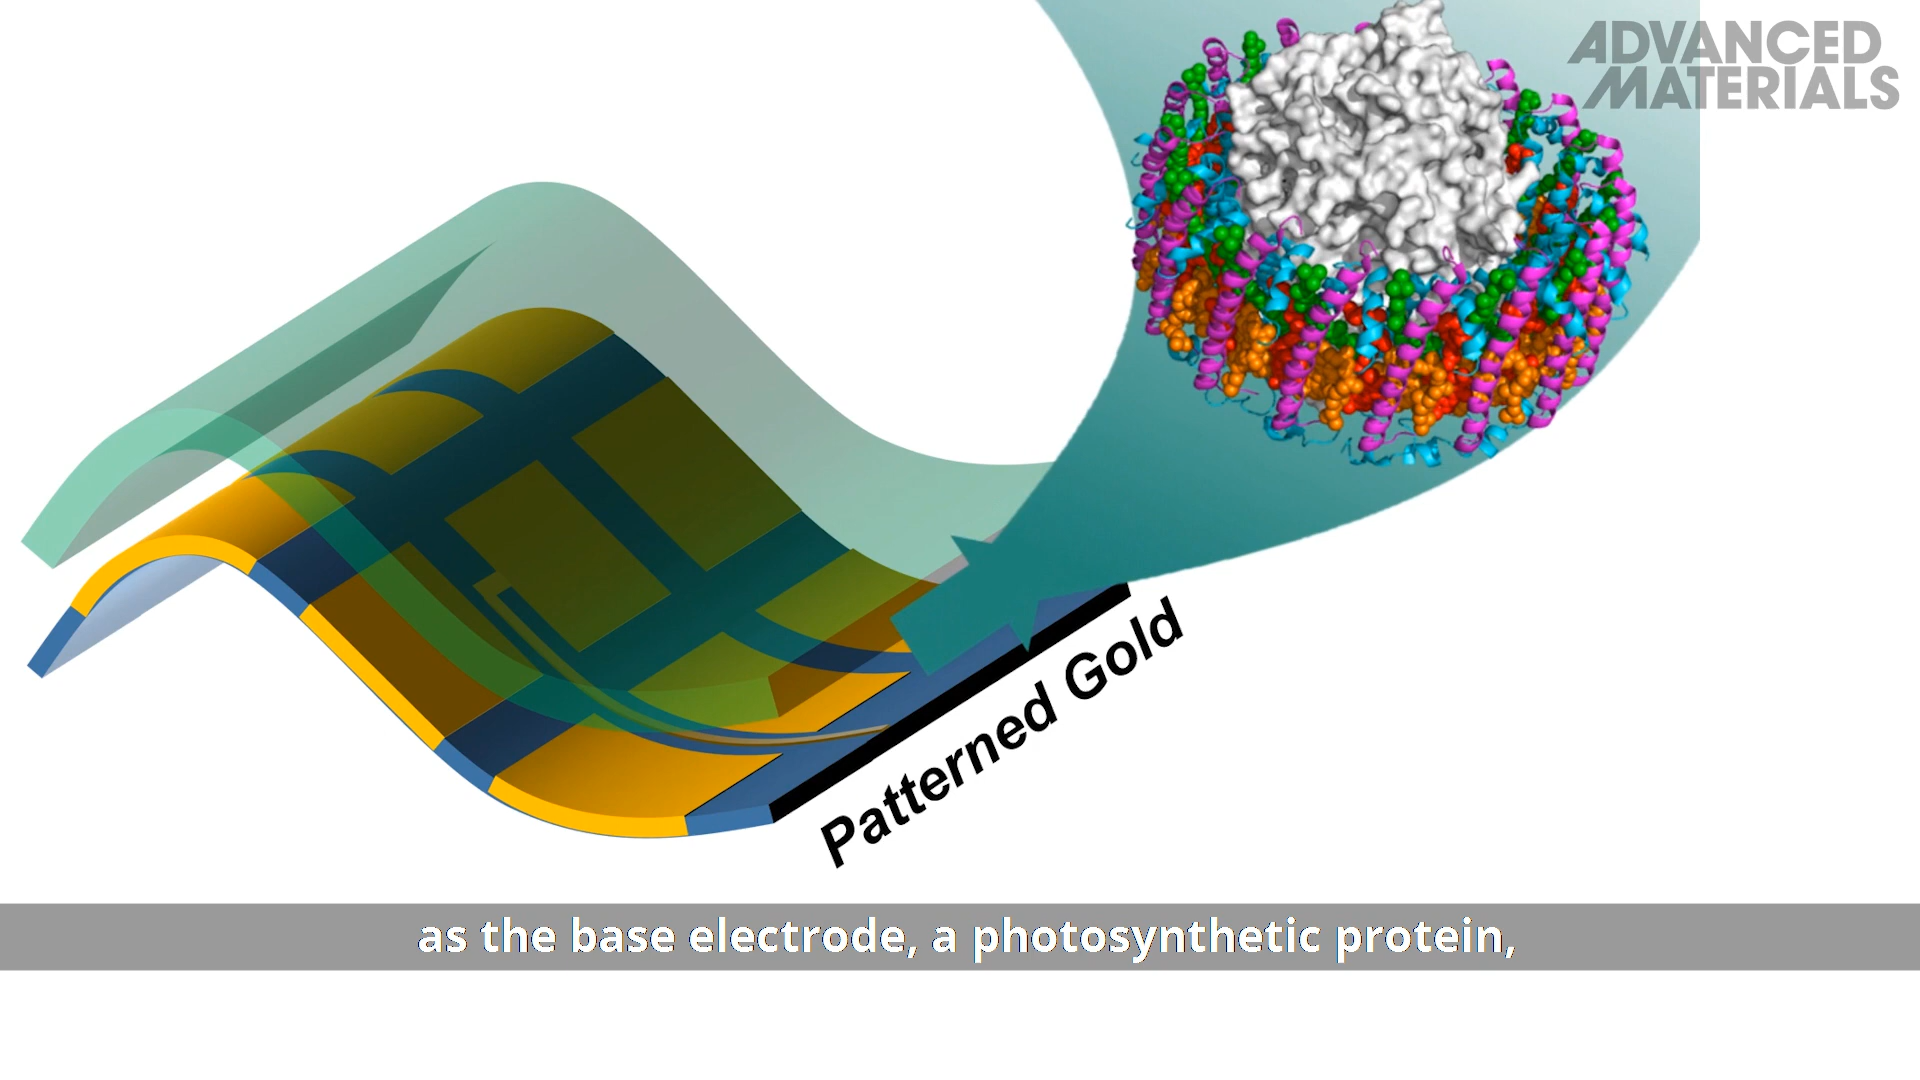 ADVANCED
MATERIALS
Patterned Gold
as the base electrode, a photosynthetic protein,